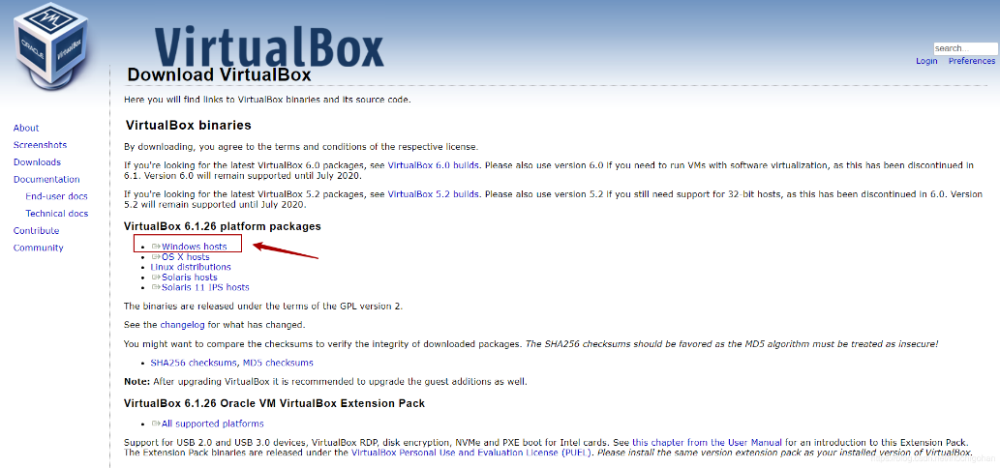 ORACLE
VM
VirtualBox
VirtualBox
search...
Login Preferences
Download VirtualBox
Here you will find links to VirtualBox binaries and its source code.
About
Screenshots
Downloads
Documentation
End-user docs
Technical docs
Contribute
Community
VirtualBox binaries
By downloading, you agree to the terms and conditions of the respective license.
If you're looking for the latest VirtualBox 6.0 packages, see VirtualBox 6.0 builds. Please also use version 6.0 if you need to run VMs with software virtualization, as this has been discontinued in
6.1. Version 6.0 will remain supported until July 2020.
If you're looking for the latest VirtualBox 5.2 packages, see VirtualBox 5.2 builds. Please also use version 5.2 if you still need support for 32-bit hosts, as this has been discontinued in 6.0. Version
5.2 will remain supported until July 2020.
VirtualBox 6.1.26 platform packages
Windows hosts
OS X hosts
Linux distributions
Solaris hosts
Solaris 11 IPS hosts
The binaries are released under the terms of the GPL version 2.
See the changelog for what has changed.
You might want to compare the checksums to verify the integrity of downloaded packages. The SHA256 checksums should be favored as the MD5 algorithm must be treated as insecure!
SHA256 checksums, MD5 checksums
Note: After upgrading VirtualBox it is recommended to upgrade the guest additions as well.
VirtualBox 6.1.26 Oracle VM VirtualBox Extension Pack
All supported platforms
Support for USB 2.0 and USB 3.0 devices, VirtualBox RDP, disk encryption, NVMe and PXE boot for Intel cards. See this chapter from the User Manual for an introduction to this Extension Pack.
The Extension Pack binaries are released under the VirtualBox Personal Use and Evaluation License (PUEL). Please install the same version extension pack as your installed version of VirtualBox.